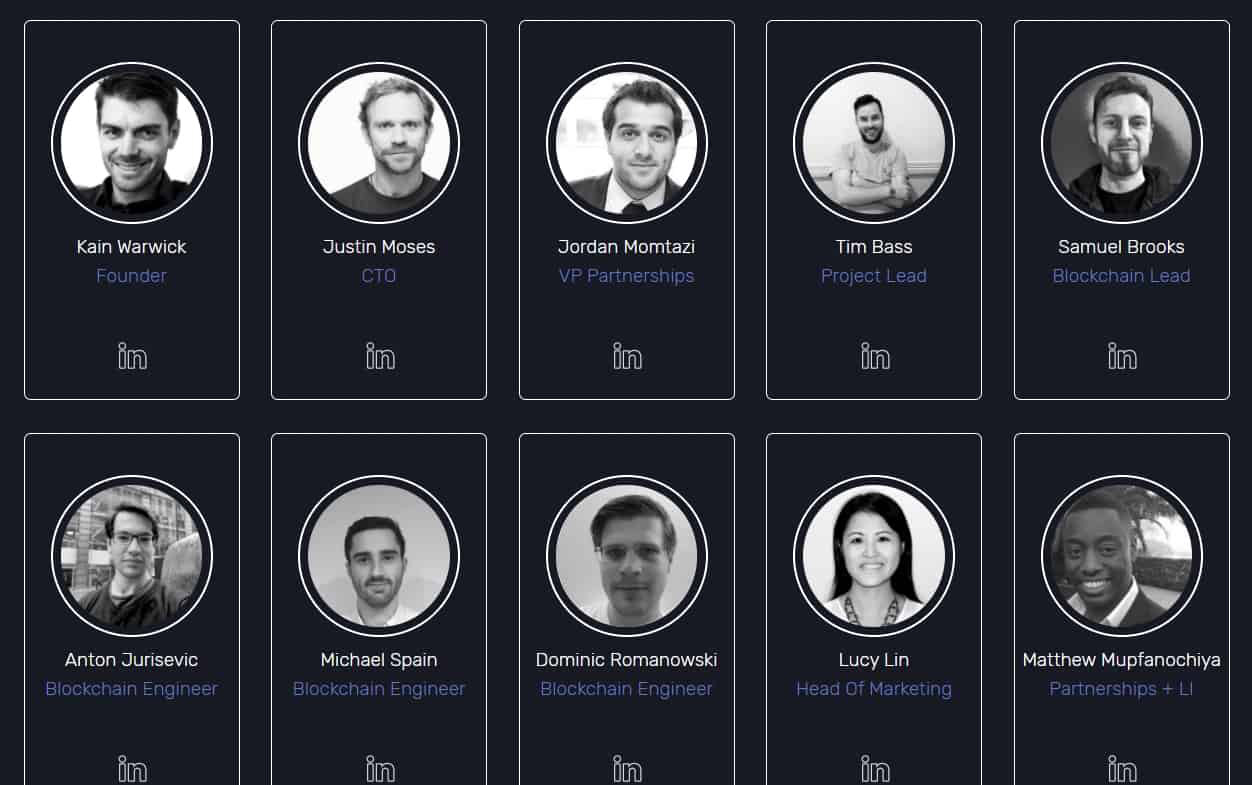 Kain Warwick
Founder
in
Justin Moses
CTO
in
Jordan Momtazi
VP Partnerships
in
Tim Bass
Project Lead
in
Samuel Brooks
Blockchain Lead
in
Anton Jurisevic
Blockchain Engineer
in
Michael Spain
Blockchain Engineer
in
Dominic Romanowski
Blockchain Engineer
in
Lucy Lin
Head Of Marketing
in
Matthew Mupfanochiya
Partnerships + LI
in